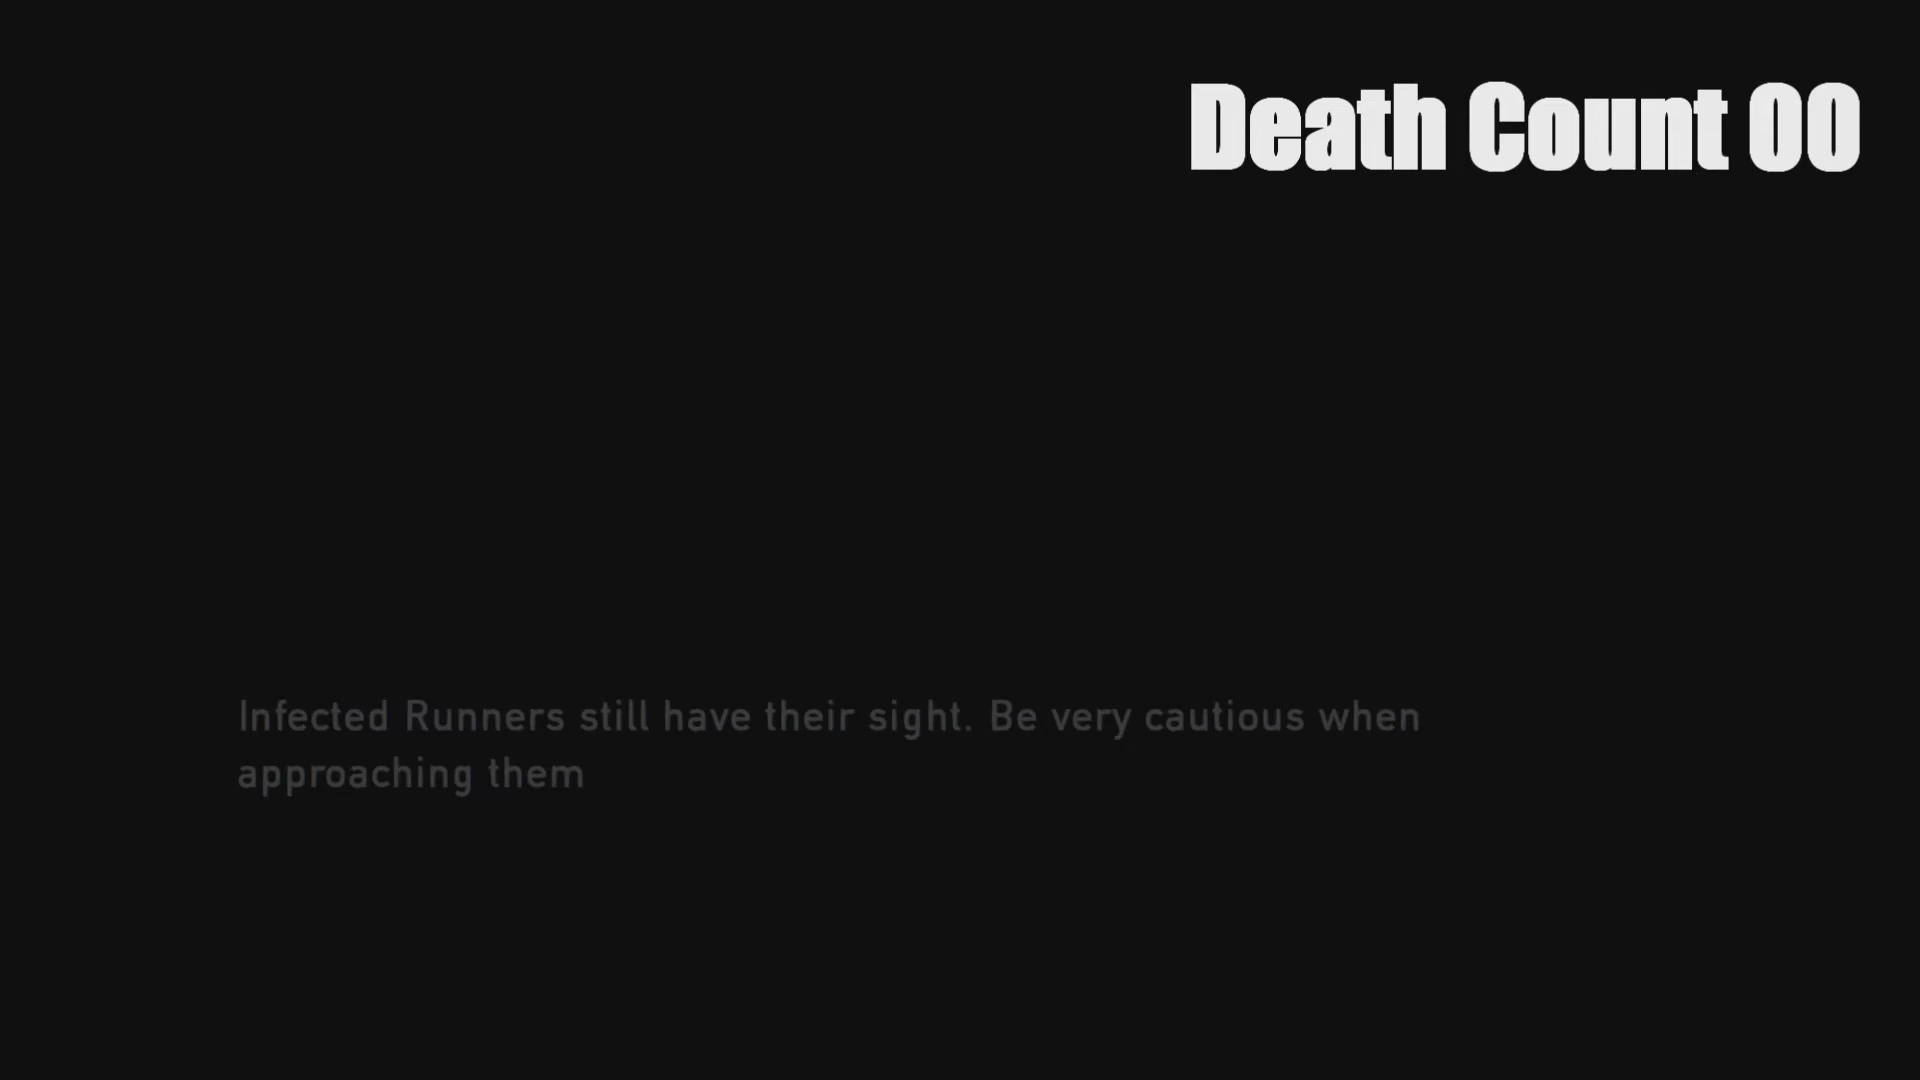 Death Count 00
Infected Runners still have their sight. Be very cautious when
approaching them